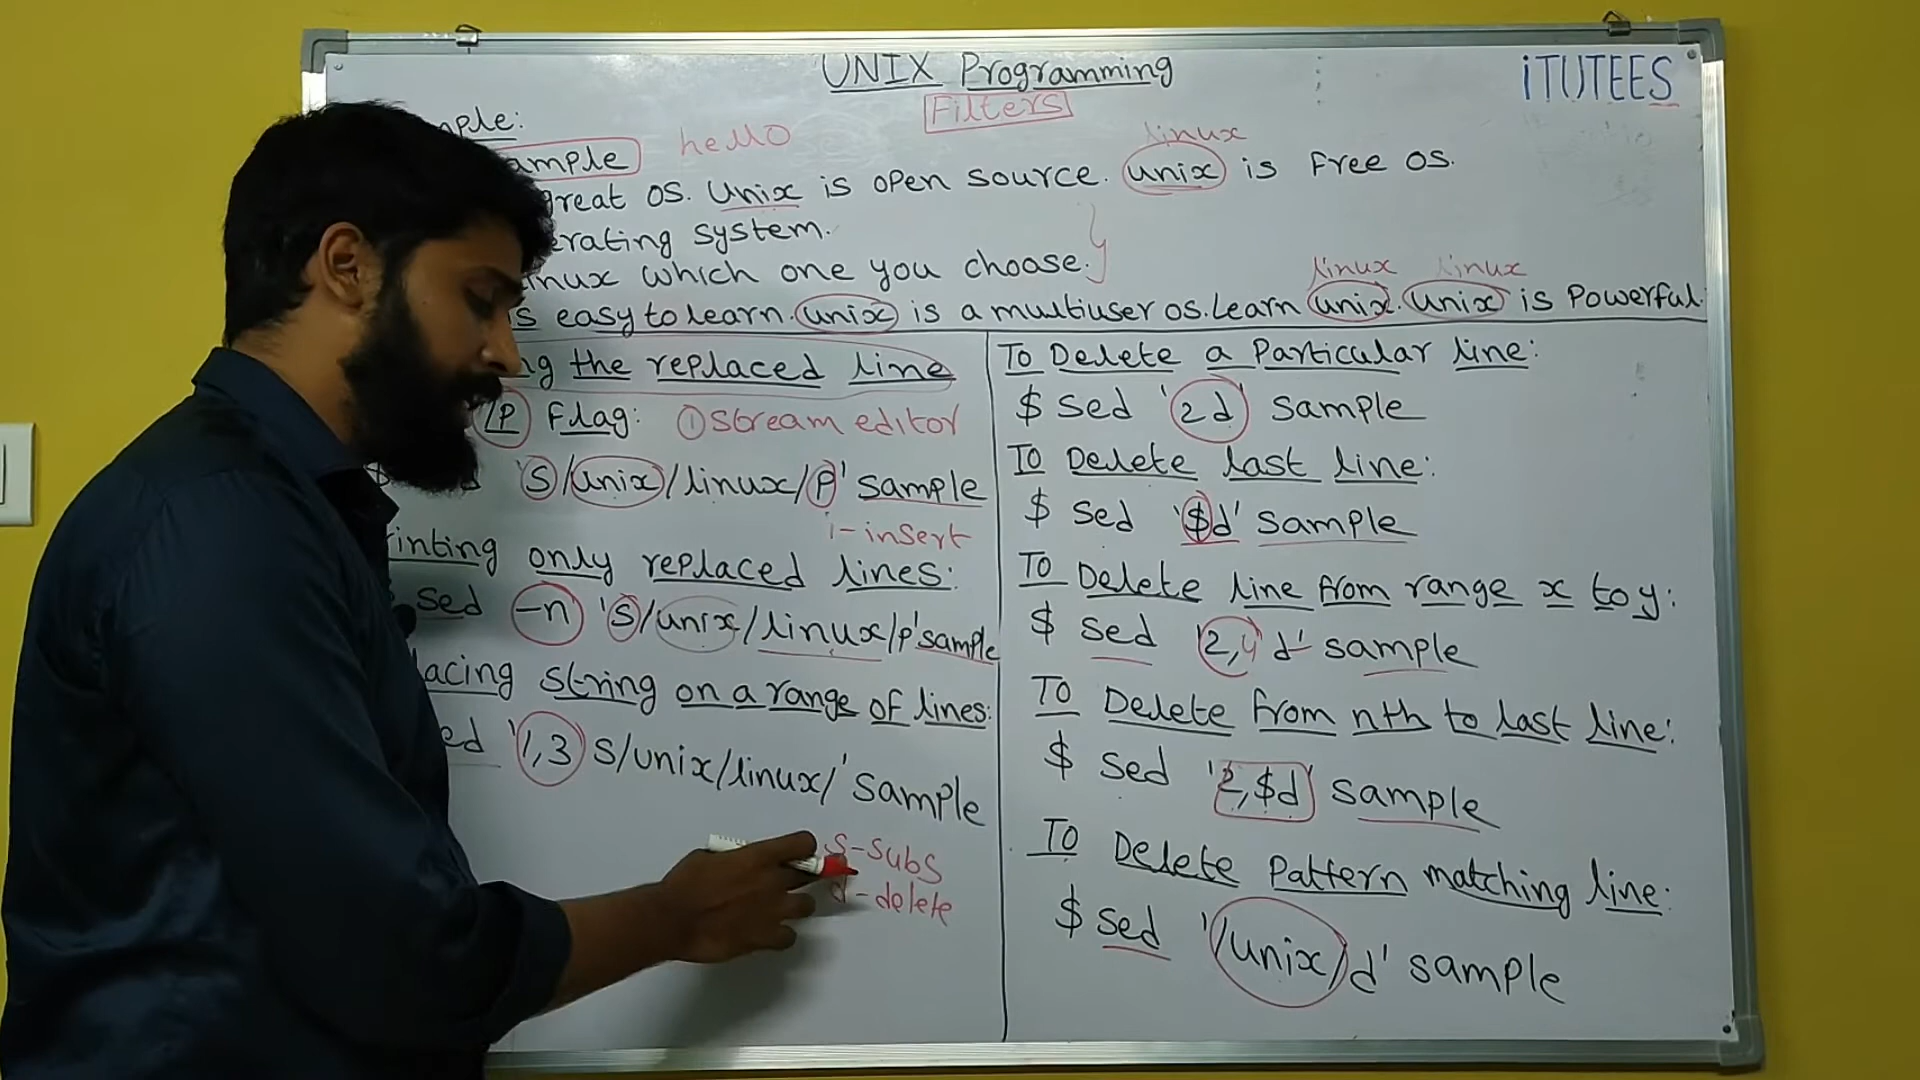 UNIX Programming
iTUTEES
Filters
mple:
ample hello
linux
great OS. Unix is open source. unix is Free OS.
erating system.
inux which one you choose.
linux linux
s easy to learn. unix is a multiuser os. Learn unix. Unix is Powerful.
ng the replaced line
/P Flag: ① Stream editor
's/unix/linux/p' sample
i-insert
rinting only replaced lines:
$ sed -n 's/unix/linux/p' sample
acing string on a range of lines:
ed '1,3 s/unix/linux/' sample
S-subs
d-delete
To Delete a Particular line:
$ sed '2d' sample
To Delete last line:
$ sed '$d' sample
To Delete line from range x to y:
$ sed '2,4 d' sample
To Delete from nth to last line:
$ sed '2,$d' sample
To Delete Pattern matching line:
$ sed '/unix/d' sample